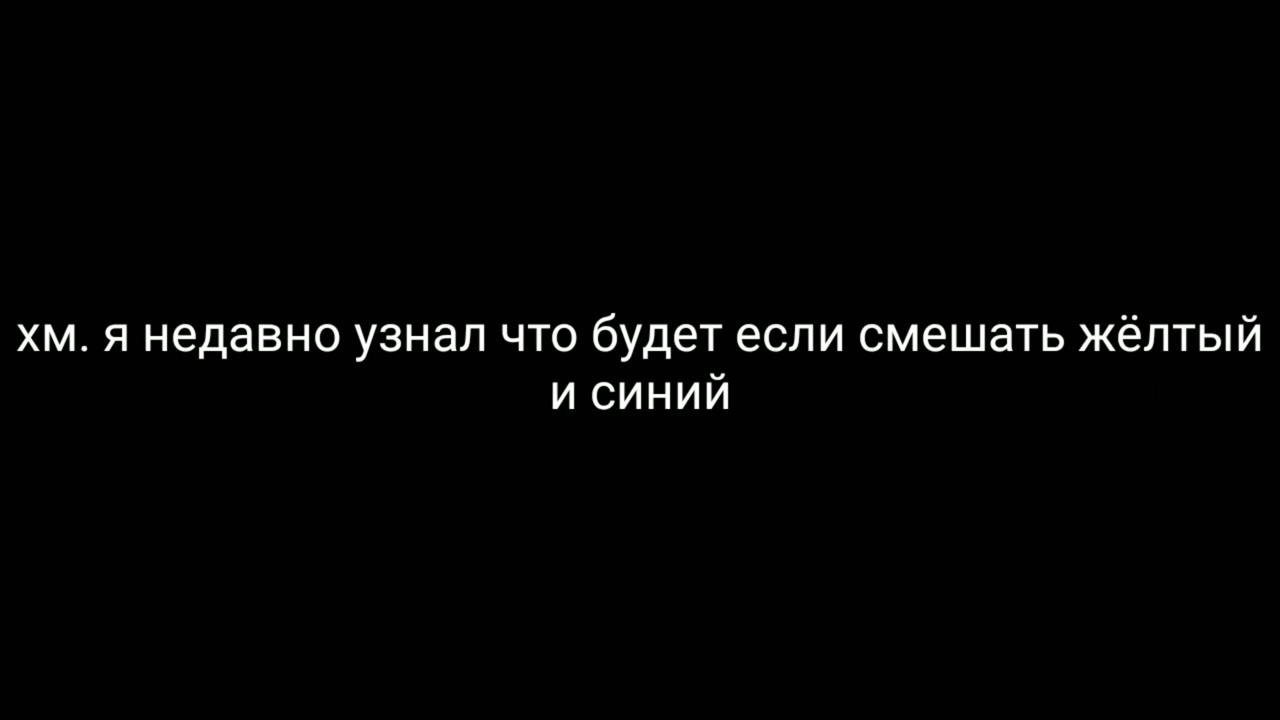 хм. я недавно узнал что будет если смешать жёлтый
и синий